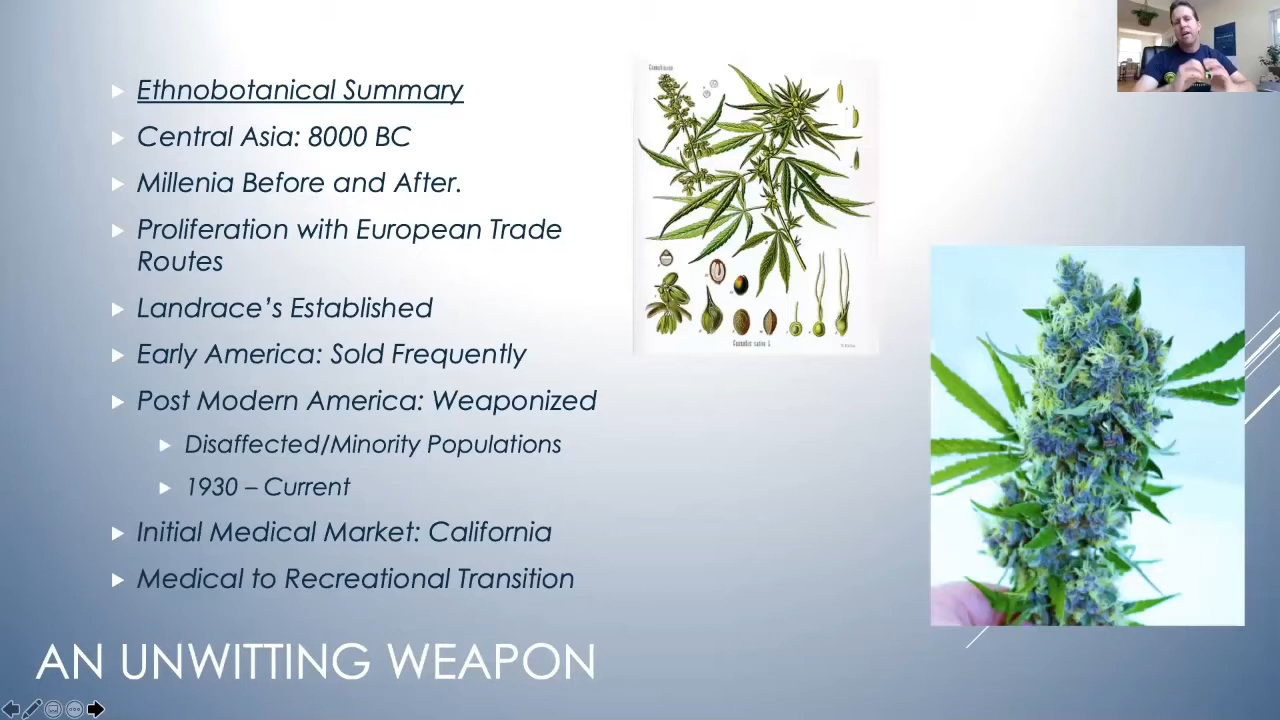 Ethnobotanical Summary
Central Asia: 8000 BC
Millenia Before and After.
Proliferation with European Trade
Routes
Landrace’s Established
Early America: Sold Frequently
Post Modern America: Weaponized
Disaffected/Minority Populations
1930 – Current
Initial Medical Market: California
Medical to Recreational Transition
Cannabis sativa L
AN UNWITTING WEAPON